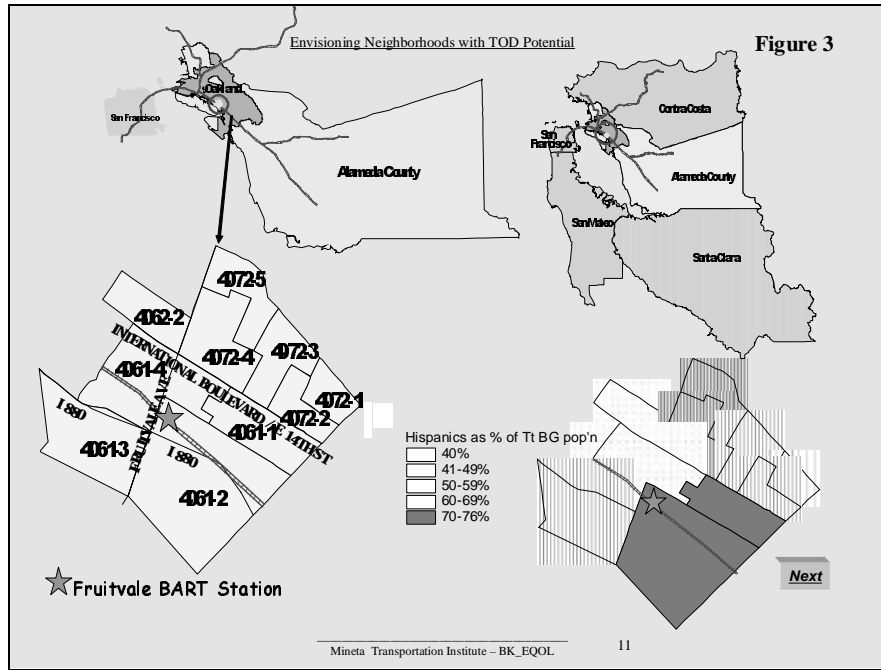 Envisioning Neighborhoods with TOD Potential
Figure 3
Oakland
San Francisco
Alameda County
Contra Costa
San
Francisco
Alameda County
San Mateo
Santa Clara
4072-5
4062-2
4072-4
4072-3
4061-4
4072-1
4072-2
4061-1
4061-3
4061-2
INTERNATIONAL BOULEVARD /E 14TH ST
FRUITVALE AVE
I 880
I 880
Hispanics as % of Tt BG pop'n
40%
41-49%
50-59%
60-69%
70-76%
Fruitvale BART Station
Next
Mineta Transportation Institute – BK_EQOL
11